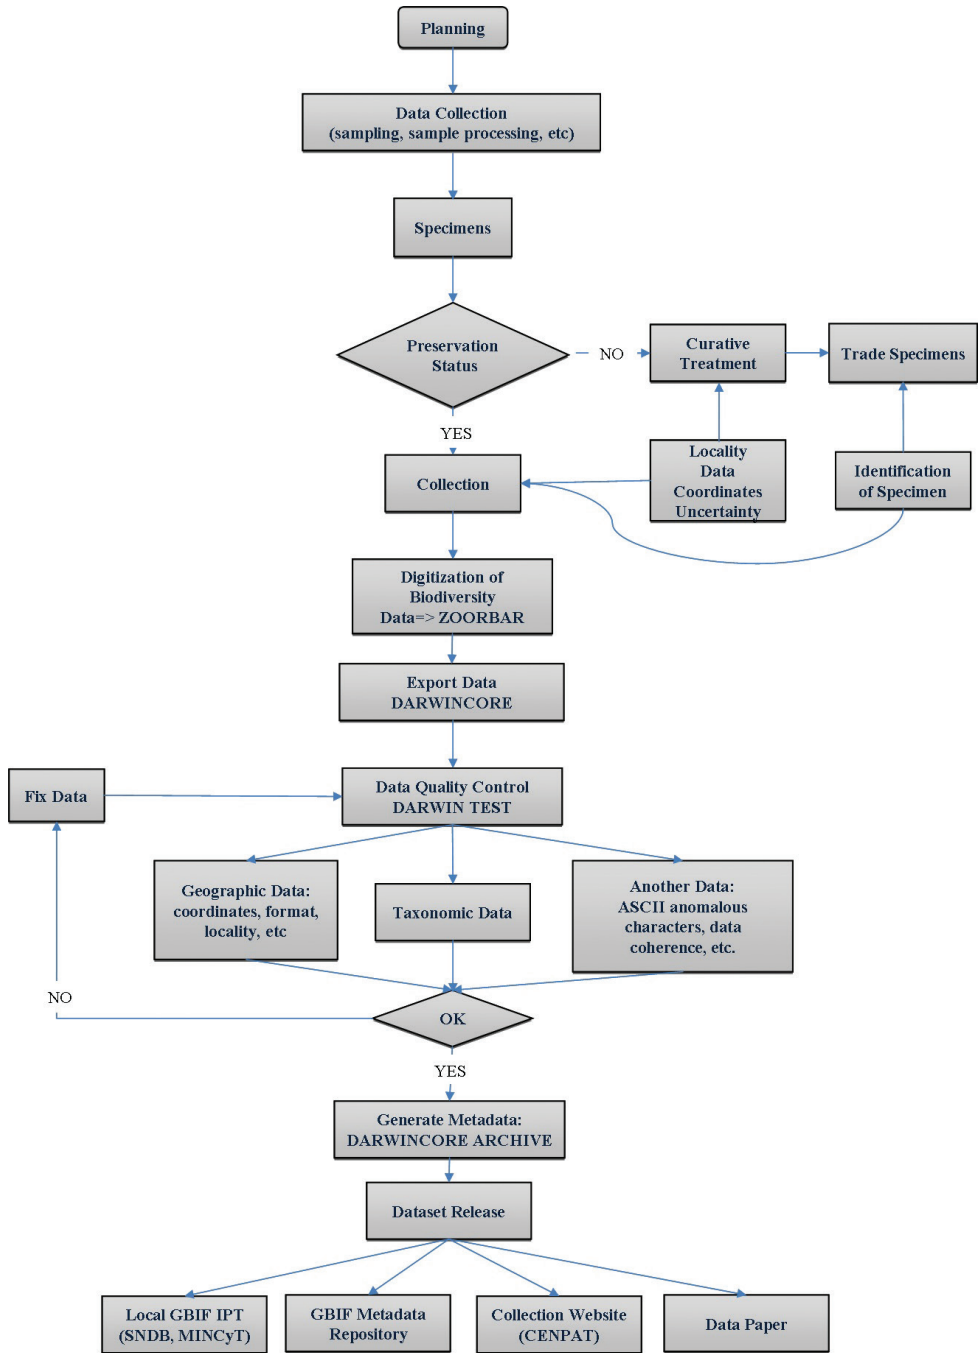 Planning
Data Collection
(sampling, sample processing, etc)
Specimens
Preservation
Status
NO
Curative
Treatment
Trade Specimens
YES
Collection
Locality
Data
Coordinates
Uncertainty
Identification
of Specimen
Digitization of
Biodiversity
Data=> ZOORBAR
Export Data
DARWINCORE
Fix Data
Data Quality Control
DARWIN TEST
Geographic Data:
coordinates, format,
locality, etc
Taxonomic Data
Another Data:
ASCII anomalous
characters, data
coherence, etc.
NO
OK
YES
Generate Metadata:
DARWINCORE ARCHIVE
Dataset Release
Local GBIF IPT
(SNDB, MINCyT)
GBIF Metadata
Repository
Collection Website
(CENPAT)
Data Paper